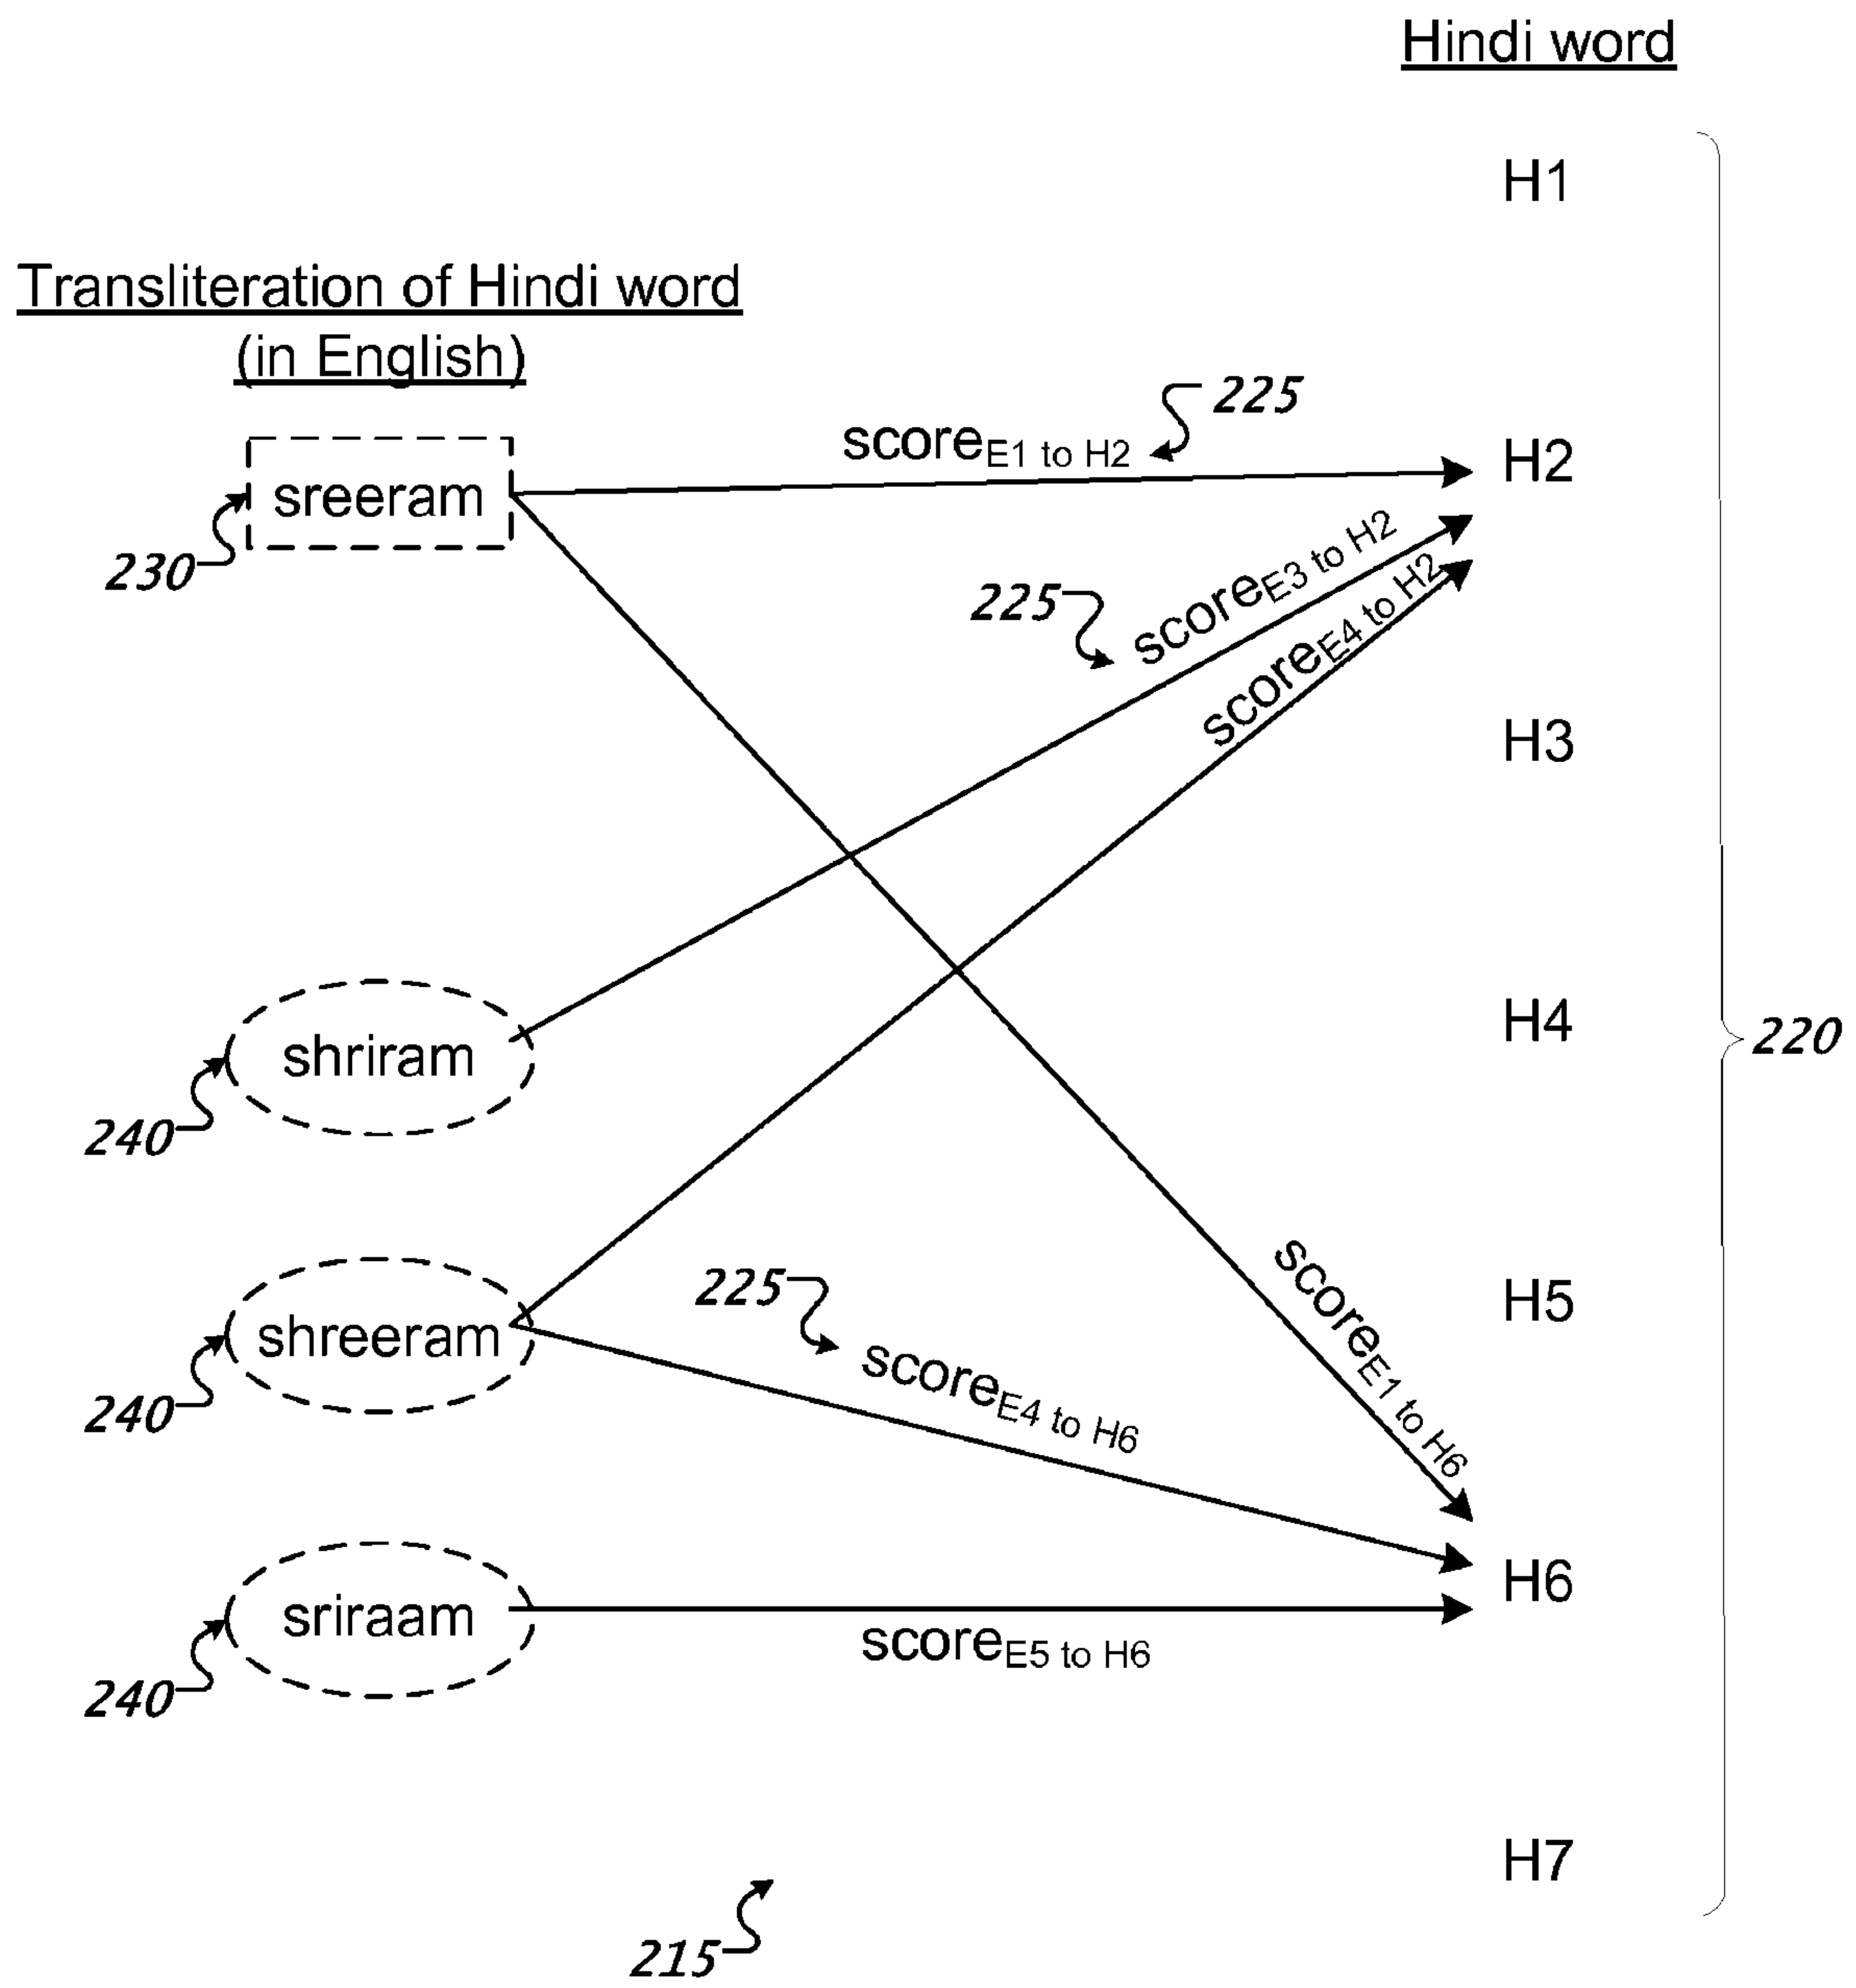 Hindi word
H1
Transliteration of Hindi word
(in English)
225
scoreE1 to H2
H2
sreeram
230
225
scoreE3 to H2
scoreE4 to H2
H3
shriram
240
H4
220
225
scoreE1 to H6
H5
shreeram
240
scoreE4 to H6
H6
sriraam
scoreE5 to H6
240
H7
215